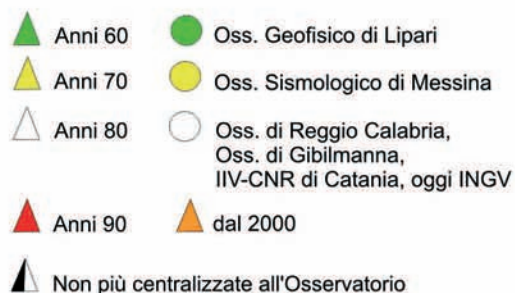 Anni 60 Oss. Geofisico di Lipari
Anni 70 Oss. Sismologico di Messina
Anni 80 Oss. di Reggio Calabria,
Oss. di Gibilmanna,
IIV-CNR di Catania, oggi INGV
Anni 90 dal 2000
Non più centralizzate all'Osservatorio